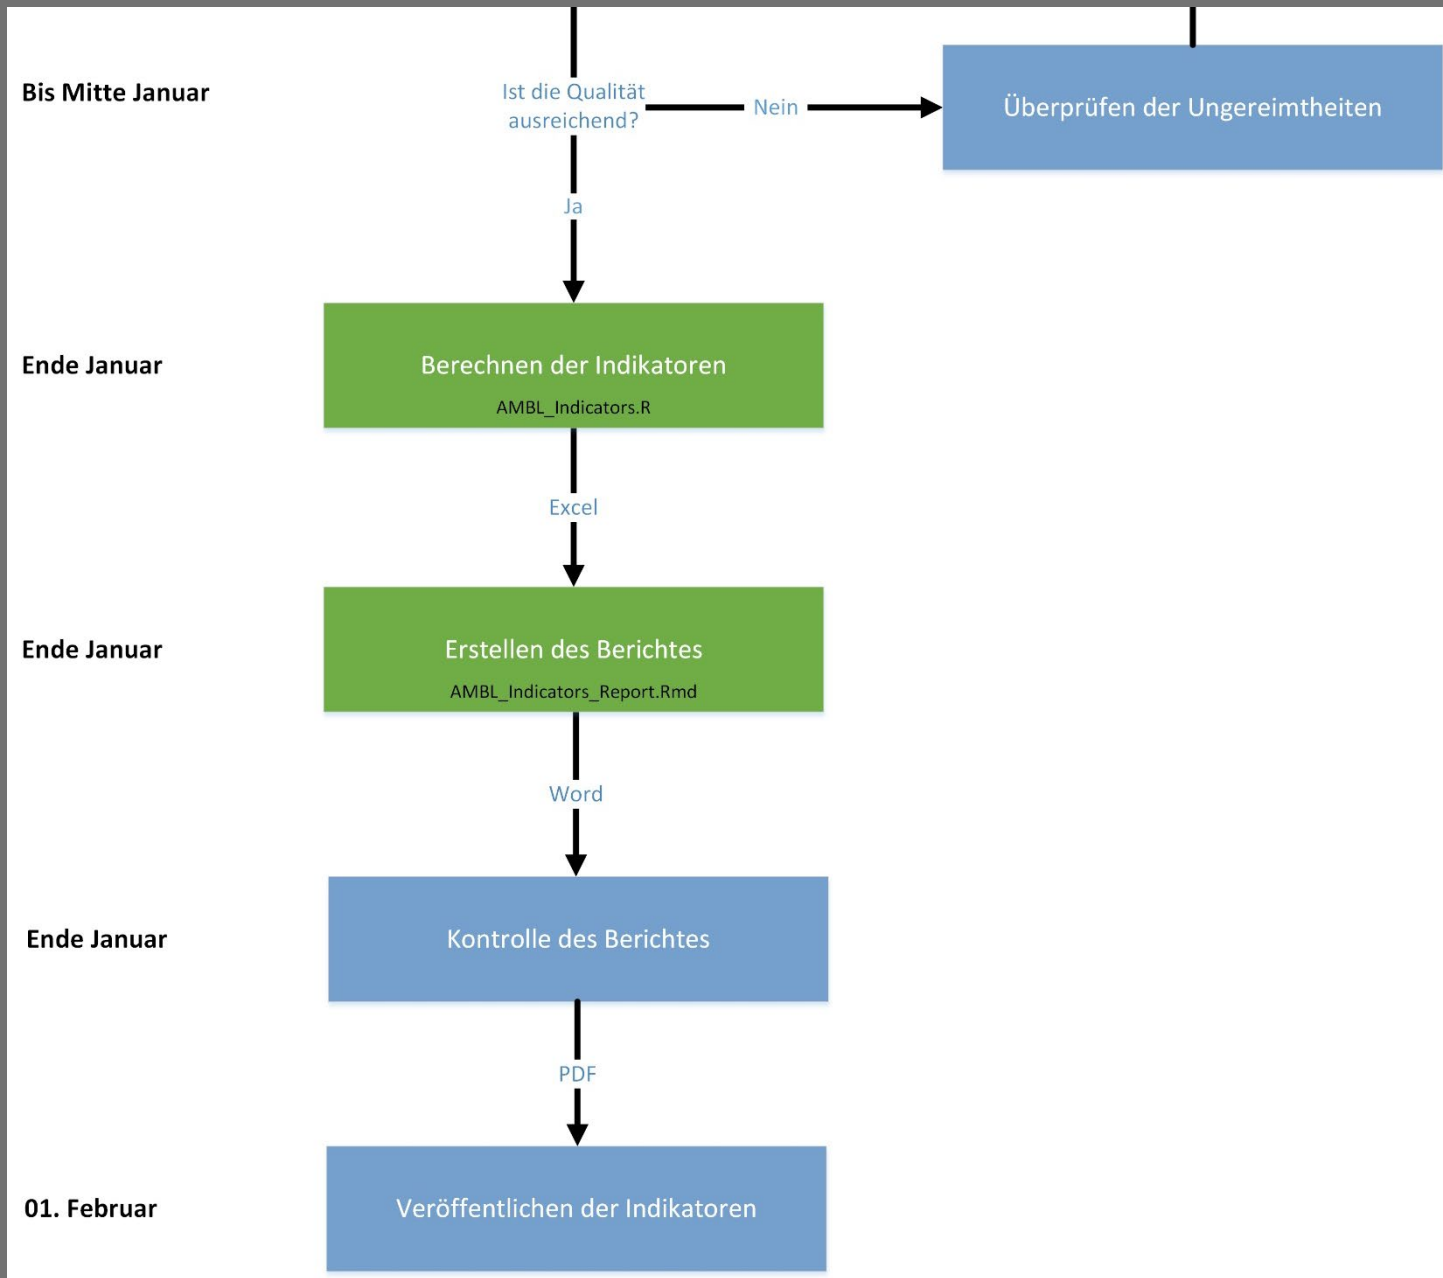 Bis Mitte Januar
Ist die Qualität
ausreichend?
Nein
Überprüfen der Ungereimtheiten
Ja
Ende Januar
Berechnen der Indikatoren
AMBL_Indicators.R
Excel
Ende Januar
Erstellen des Berichtes
AMBL_Indicators_Report.Rmd
Word
Ende Januar
Kontrolle des Berichtes
PDF
01. Februar
Veröffentlichen der Indikatoren